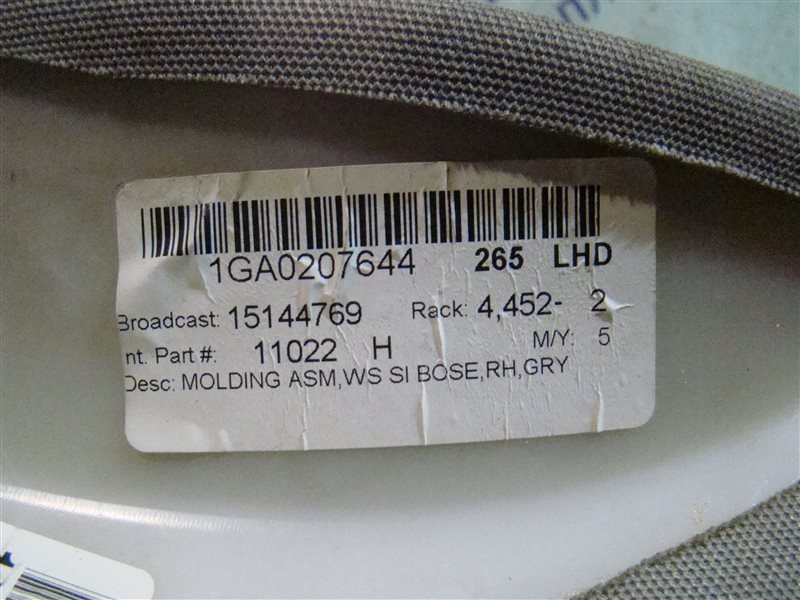 1GA0207644 265 LHD
Broadcast: 15144769 Rack: 4,452- 2
nt. Part #: 11022 H M/Y: 5
Desc: MOLDING ASM,WS SI BOSE,RH,GRY